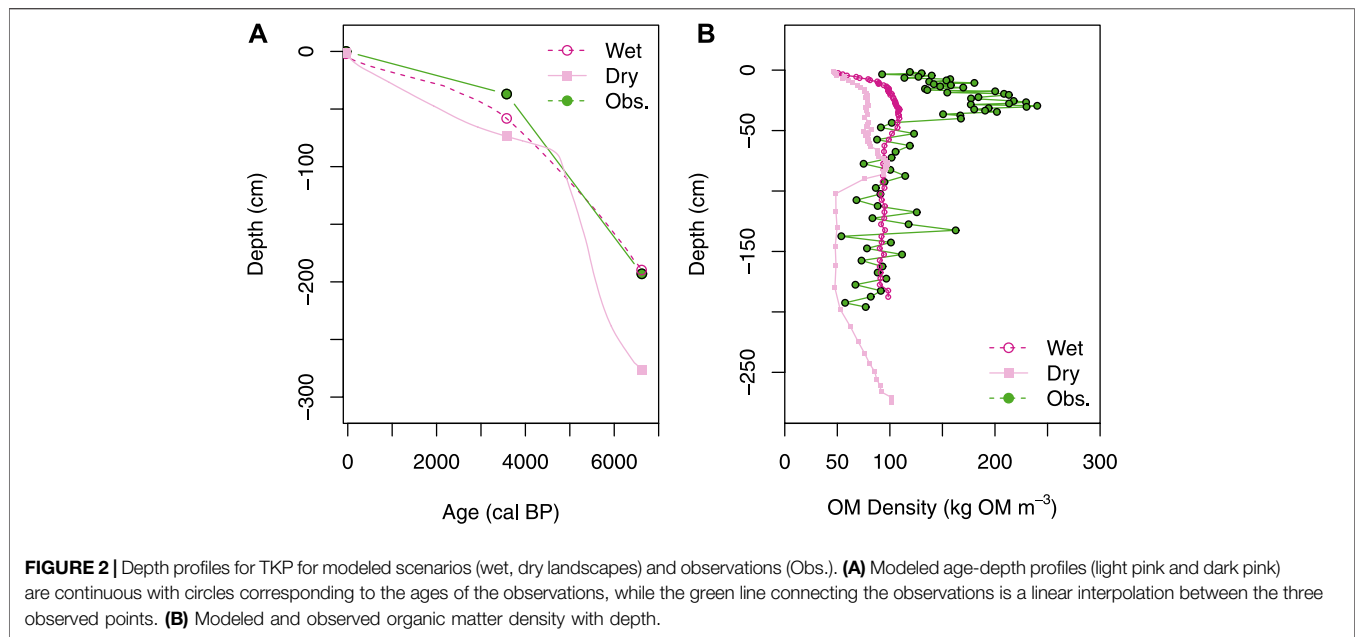 A
Depth (cm)
0
−100
−200
−300
Wet
Dry
Obs.
0 2000 4000 6000
Age (cal BP)
B
Depth (cm)
0
−50
−150
−250
Wet
Dry
Obs.
0 50 100 200 300
OM Density (kg OM m⁻³)
FIGURE 2 | Depth profiles for TKP for modeled scenarios (wet, dry landscapes) and observations (Obs.). (A) Modeled age-depth profiles (light pink and dark pink)
are continuous with circles corresponding to the ages of the observations, while the green line connecting the observations is a linear interpolation between the three
observed points. (B) Modeled and observed organic matter density with depth.